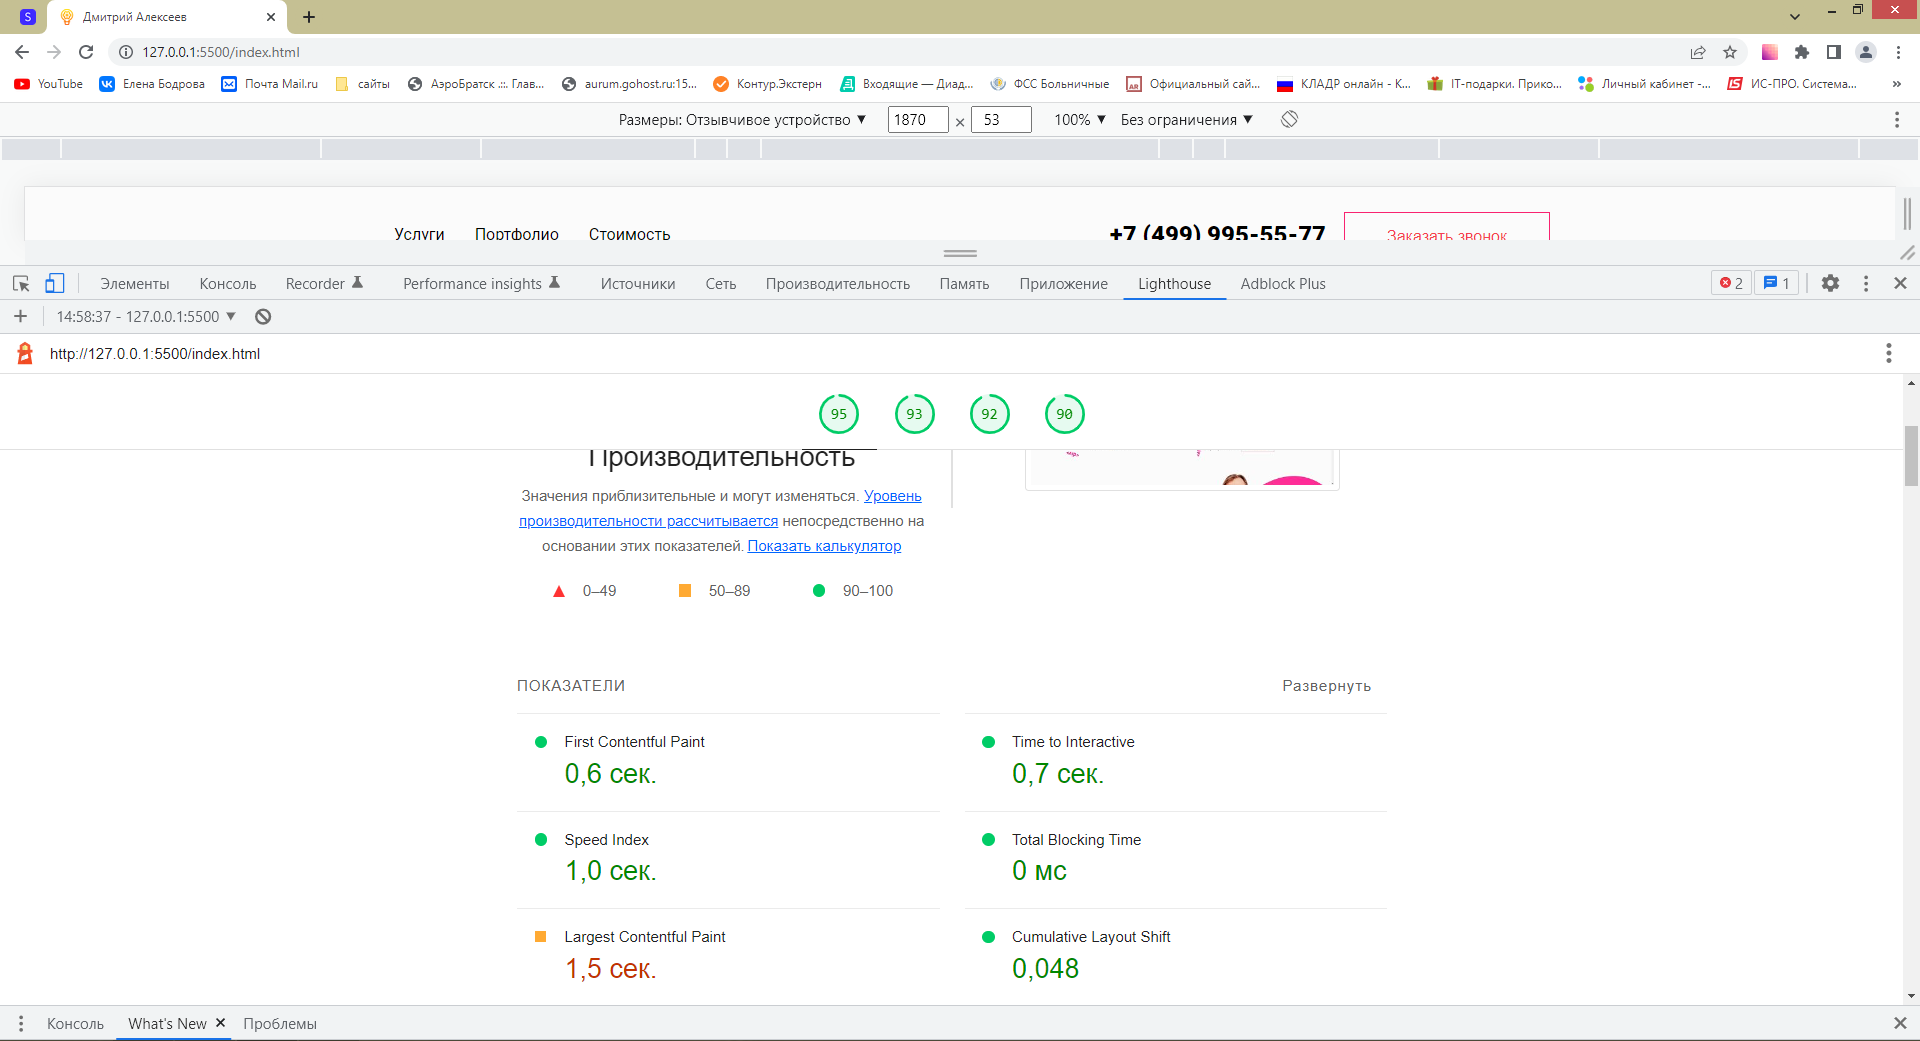 S
Дмитрий Алексеев
127.0.0.1:5500/index.html
YouTube
Елена Бодрова
Почта Mail.ru
сайты
АэроБратск .::. Глав...
aurum.gohost.ru:15...
Контур.Экстерн
Входящие — Диад...
ФСС Больничные
Официальный сай...
КЛАДР онлайн - К...
IT-подарки. Прико...
Личный кабинет -...
ИС-ПРО. Система...
»
Размеры: Отзывчивое устройство ▼ 1870 × 53 100% ▼ Без ограничения ▼
Услуги Портфолио Стоимость +7 (499) 995-55-77 Заказать звонок
Элементы Консоль Recorder Performance insights Источники Сеть Производительность Память Приложение Lighthouse Adblock Plus 2 1
14:58:37 - 127.0.0.1:5500 ▼
http://127.0.0.1:5500/index.html
95 93 92 90
Производительность
Значения приблизительные и могут изменяться. Уровень
производительности рассчитывается непосредственно на
основании этих показателей. Показать калькулятор
0–49 50–89 90–100
ПОКАЗАТЕЛИ Развернуть
First Contentful Paint
0,6 сек.
Time to Interactive
0,7 сек.
Speed Index
1,0 сек.
Total Blocking Time
0 мс
Largest Contentful Paint
1,5 сек.
Cumulative Layout Shift
0,048
Консоль What's New Проблемы